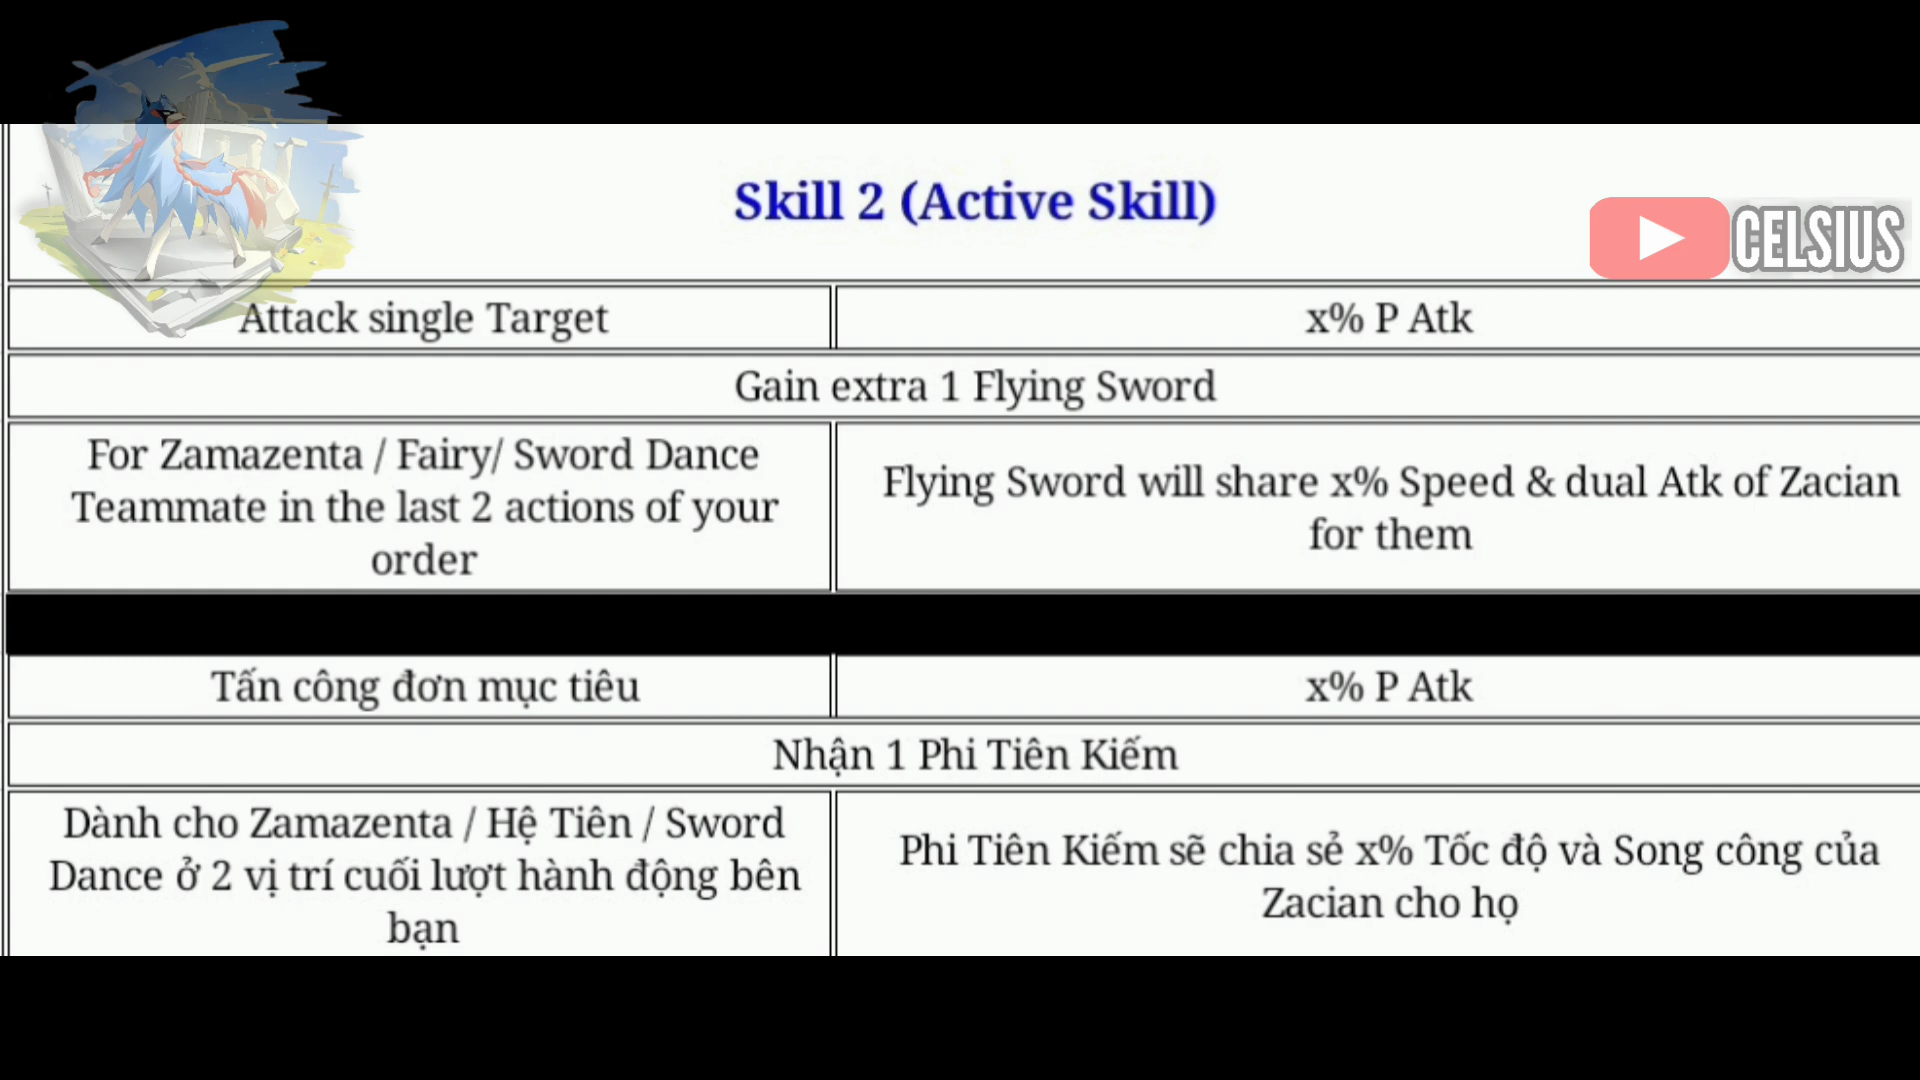 Skill 2 (Active Skill)
CELSIUS
Attack single Target
x% P Atk
Gain extra 1 Flying Sword
For Zamazenta / Fairy/ Sword Dance
Teammate in the last 2 actions of your
order
Flying Sword will share x% Speed & dual Atk of Zacian
for them
Tấn công đơn mục tiêu
x% P Atk
Nhận 1 Phi Tiên Kiếm
Dành cho Zamazenta / Hệ Tiên / Sword
Dance ở 2 vị trí cuối lượt hành động bên
bạn
Phi Tiên Kiếm sẽ chia sẻ x% Tốc độ và Song công của
Zacian cho họ